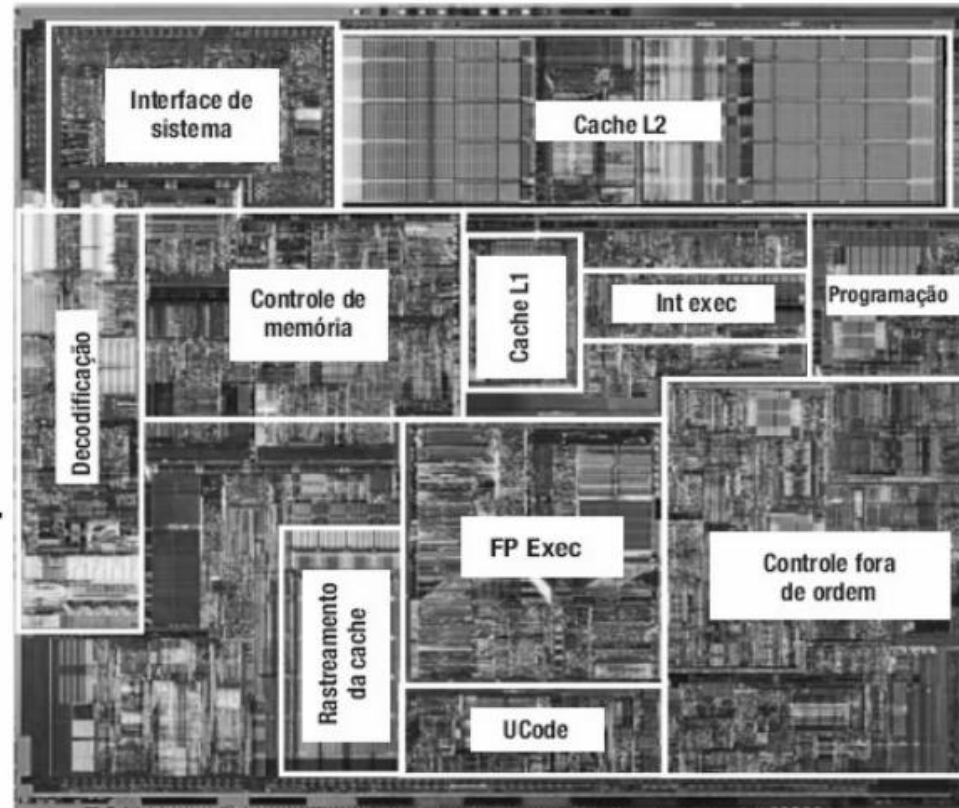 Interface de
sistema
Cache L2
Decodificação
Controle de
memória
Cache L1
Int exec
Programação
Rastreamento
da cache
FP Exec
UCode
Controle fora
de ordem